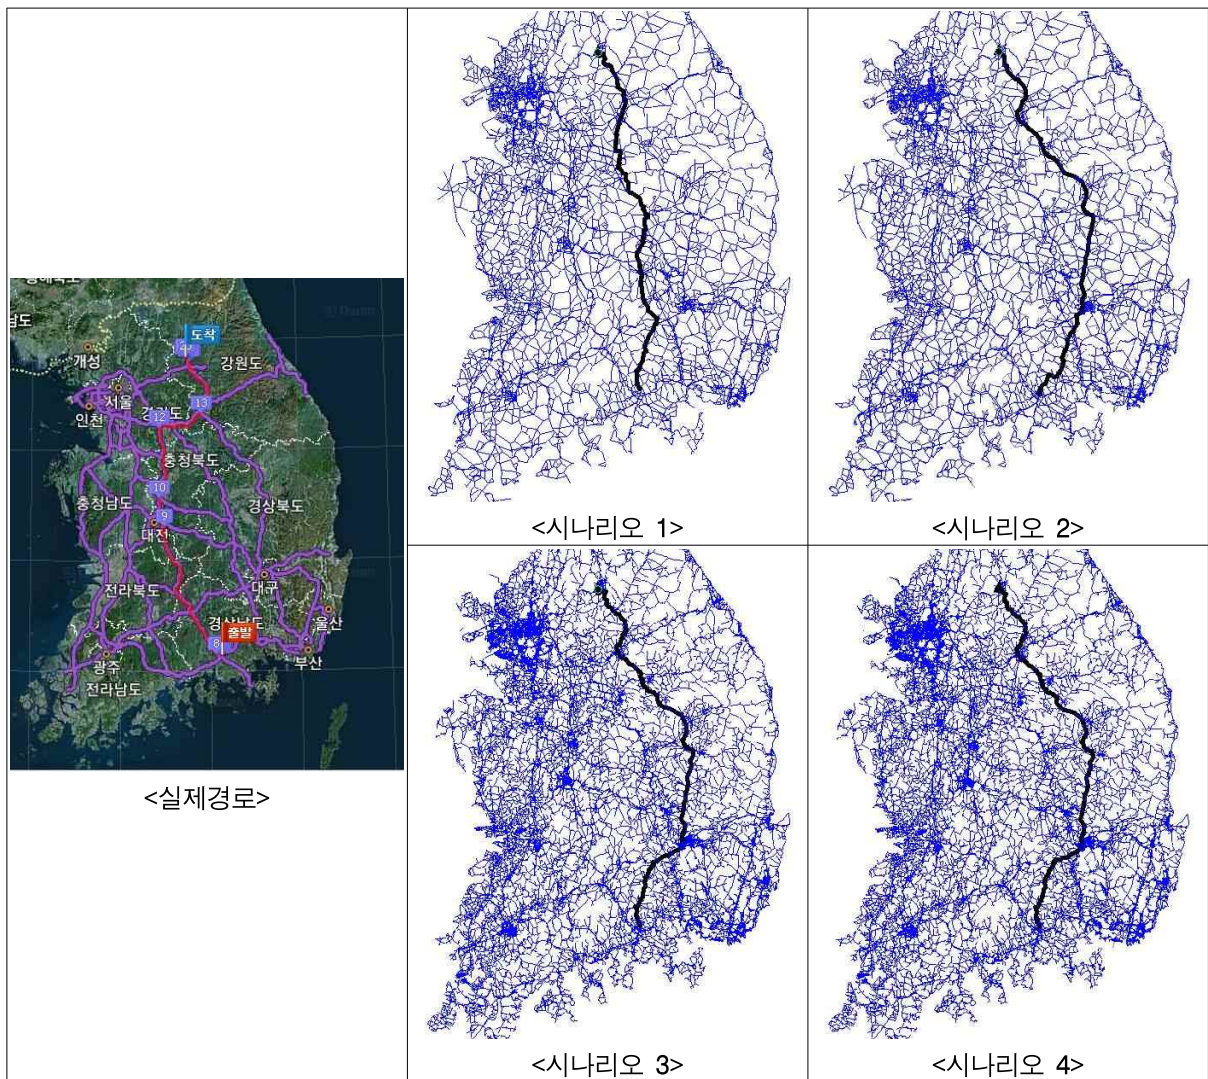 개성
도착
강원도
서울
13
12
인천
충청북도
10
충청남도
9
경상북도
대전
전라북도
대구
출발
울산
8
부산
광주
전라남도
<실제경로>
<시나리오 1>
<시나리오 2>
<시나리오 3>
<시나리오 4>